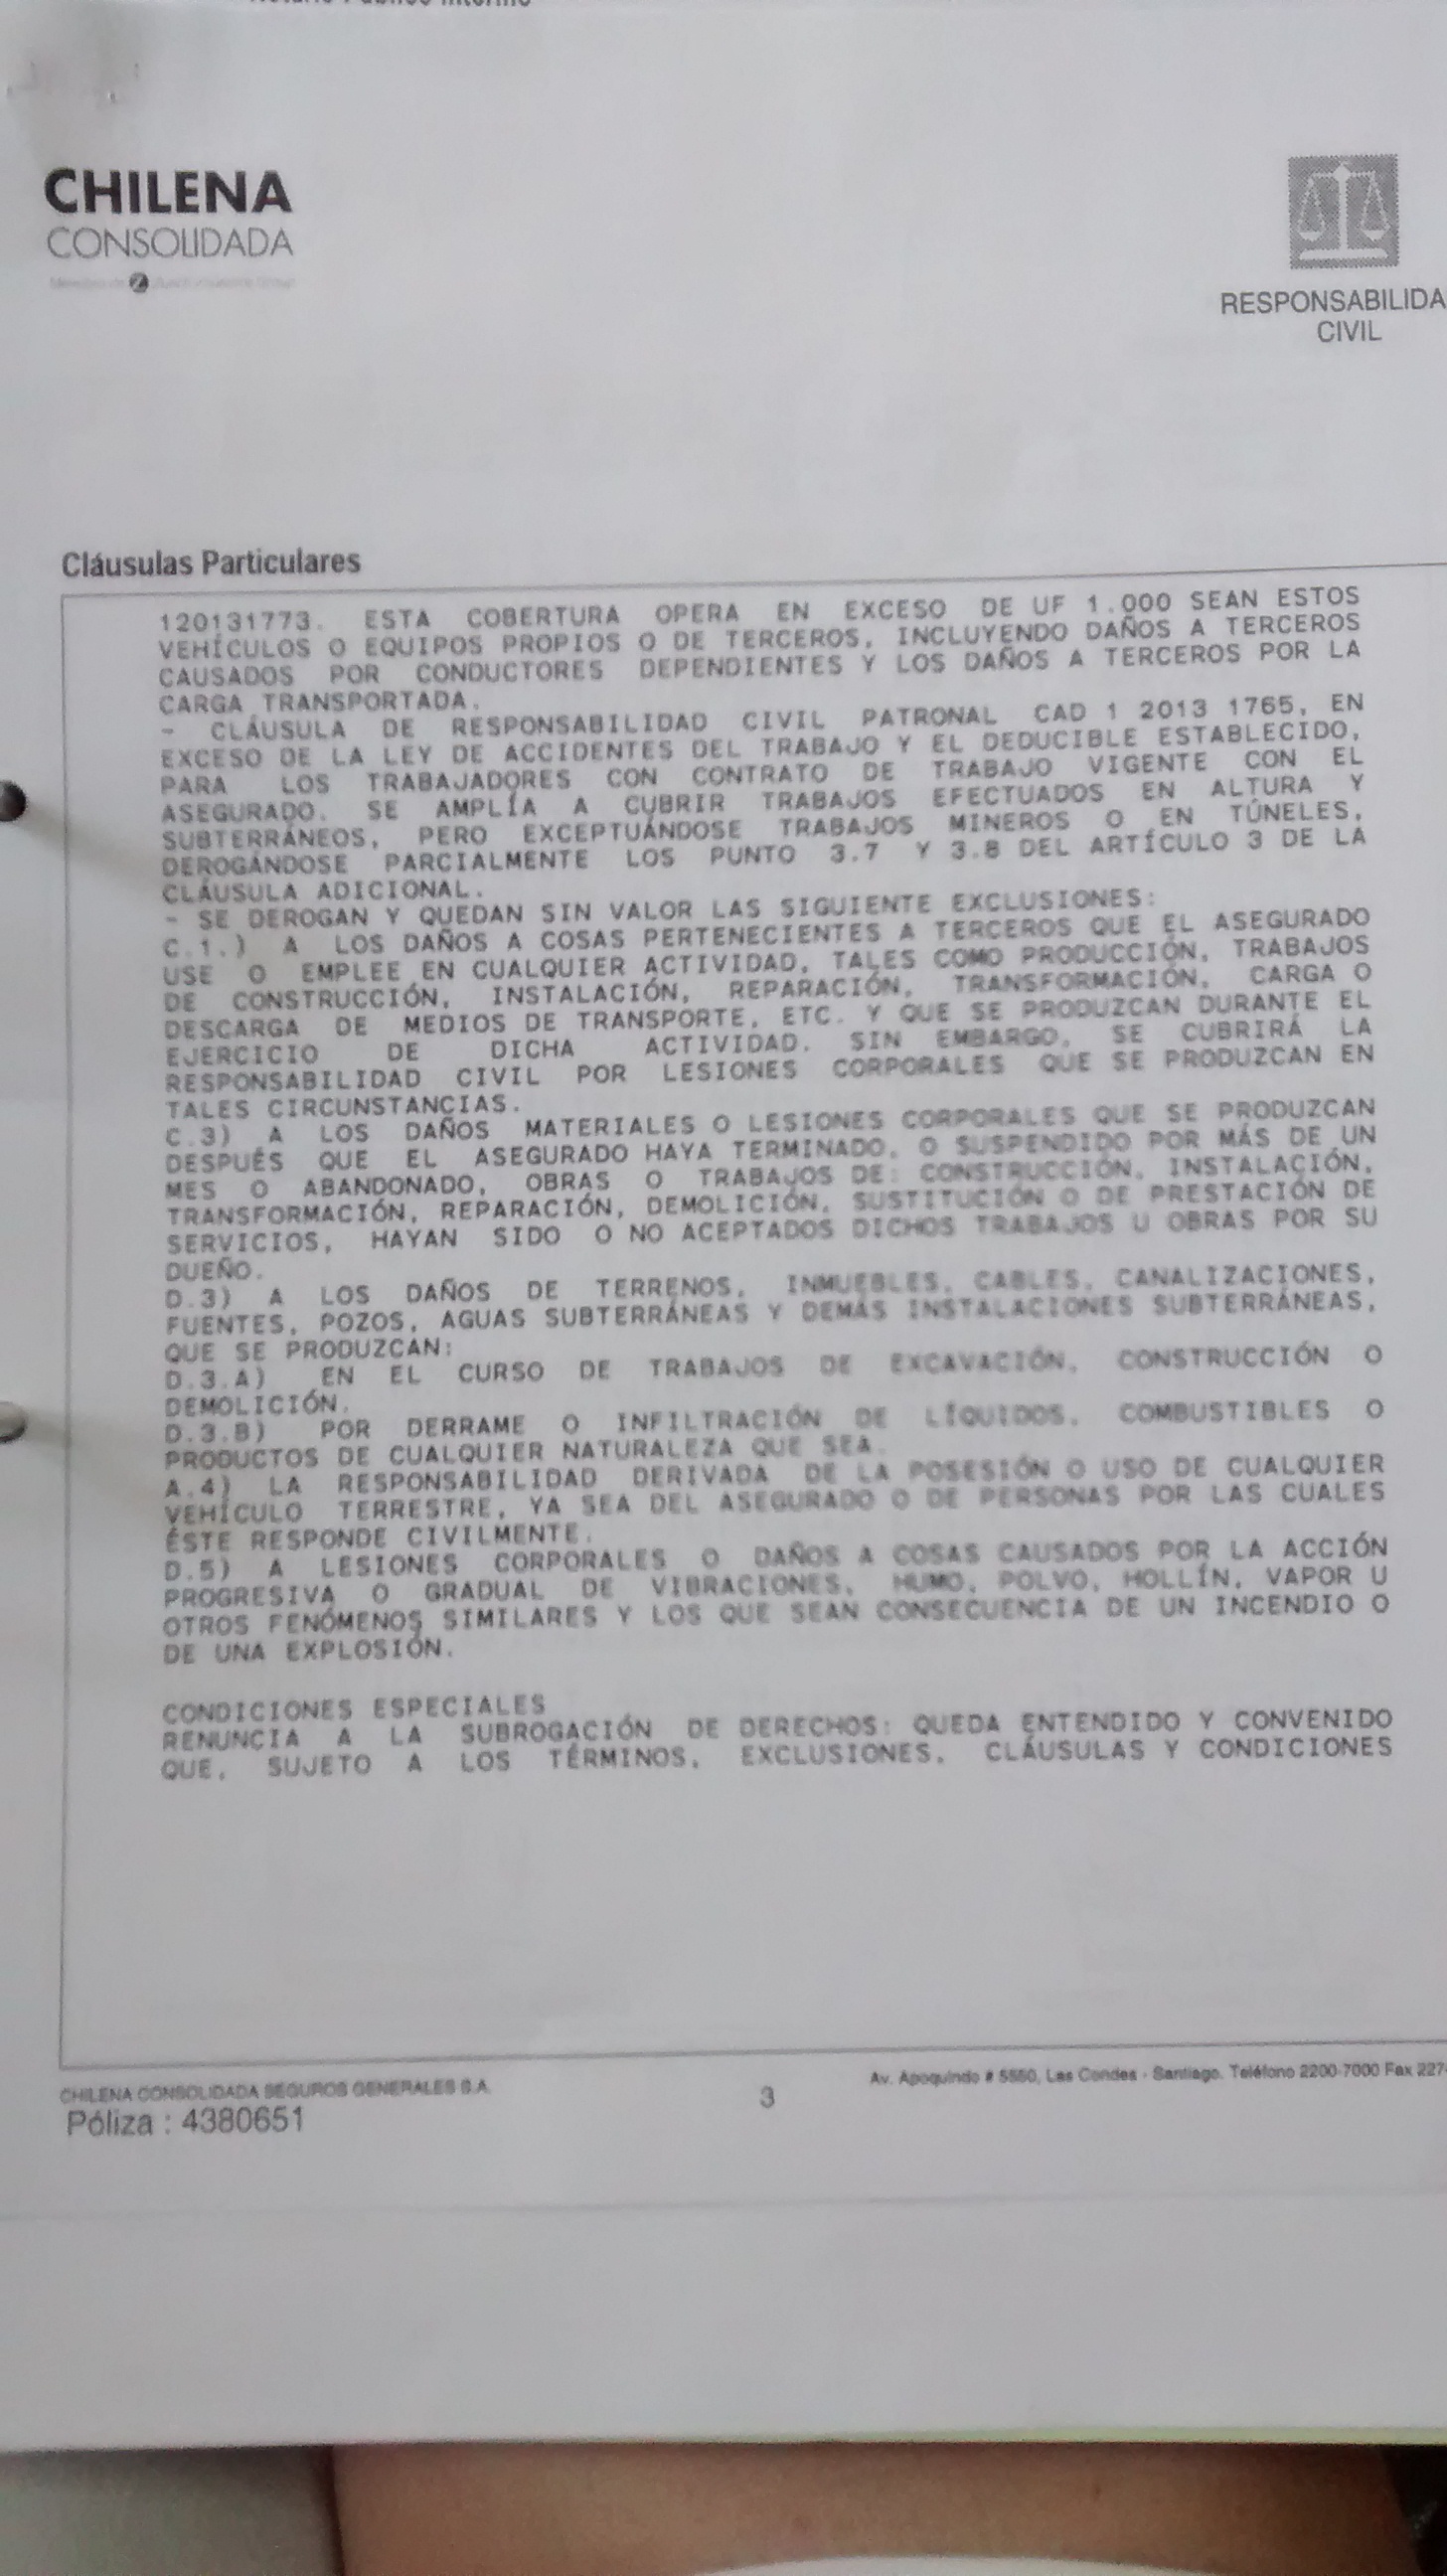 CHILENA
CONSOLIDADA
RESPONSABILIDA
CIVIL
Cláusulas Particulares
120131773. ESTA COBERTURA OPERA EN EXCESO DE UF 1.000 SEAN ESTOS
VEHÍCULOS O EQUIPOS PROPIOS O DE TERCEROS, INCLUYENDO DAÑOS A TERCEROS
CAUSADOS POR CONDUCTORES DEPENDIENTES Y LOS DAÑOS A TERCEROS POR LA
CARGA TRANSPORTADA.
- CLÁUSULA DE RESPONSABILIDAD CIVIL PATRONAL CAD 1 2013 1765, EN
EXCESO DE LA LEY DE ACCIDENTES DEL TRABAJO Y EL DEDUCIBLE ESTABLECIDO,
PARA LOS TRABAJADORES CON CONTRATO DE TRABAJO VIGENTE CON EL
ASEGURADO. SE AMPLÍA A CUBRIR TRABAJOS EFECTUADOS EN ALTURA Y
SUBTERRÁNEOS, PERO EXCEPTUÁNDOSE TRABAJOS MINEROS O EN TÚNELES,
DEROGÁNDOSE PARCIALMENTE LOS PUNTO 3.7 Y 3.8 DEL ARTÍCULO 3 DE LA
CLÁUSULA ADICIONAL.
- SE DEROGAN Y QUEDAN SIN VALOR LAS SIGUIENTE EXCLUSIONES:
C.1.) A LOS DAÑOS A COSAS PERTENECIENTES A TERCEROS QUE EL ASEGURADO
USE O EMPLEE EN CUALQUIER ACTIVIDAD, TALES COMO PRODUCCIÓN, TRABAJOS
DE CONSTRUCCIÓN, INSTALACIÓN, REPARACIÓN, TRANSFORMACIÓN, CARGA O
DESCARGA DE MEDIOS DE TRANSPORTE, ETC. Y QUE SE PRODUZCAN DURANTE EL
EJERCICIO DE DICHA ACTIVIDAD. SIN EMBARGO, SE CUBRIRÁ LA
RESPONSABILIDAD CIVIL POR LESIONES CORPORALES QUE SE PRODUZCAN EN
TALES CIRCUNSTANCIAS.
C.3) A LOS DAÑOS MATERIALES O LESIONES CORPORALES QUE SE PRODUZCAN
DESPUÉS QUE EL ASEGURADO HAYA TERMINADO, O SUSPENDIDO POR MÁS DE UN
MES O ABANDONADO, OBRAS O TRABAJOS DE: CONSTRUCCIÓN, INSTALACIÓN,
TRANSFORMACIÓN, REPARACIÓN, DEMOLICIÓN, SUSTITUCIÓN O DE PRESTACIÓN DE
SERVICIOS, HAYAN SIDO O NO ACEPTADOS DICHOS TRABAJOS U OBRAS POR SU
DUEÑO.
D.3) A LOS DAÑOS DE TERRENOS, INMUEBLES, CABLES, CANALIZACIONES,
FUENTES, POZOS, AGUAS SUBTERRÁNEAS Y DEMÁS INSTALACIONES SUBTERRÁNEAS,
QUE SE PRODUZCAN:
D.3.A) EN EL CURSO DE TRABAJOS DE EXCAVACIÓN, CONSTRUCCIÓN O
DEMOLICIÓN.
D.3.B) POR DERRAME O INFILTRACIÓN DE LÍQUIDOS, COMBUSTIBLES O
PRODUCTOS DE CUALQUIER NATURALEZA QUE SEA.
A.4) LA RESPONSABILIDAD DERIVADA DE LA POSESIÓN O USO DE CUALQUIER
VEHÍCULO TERRESTRE, YA SEA DEL ASEGURADO O DE PERSONAS POR LAS CUALES
ÉSTE RESPONDE CIVILMENTE.
D.5) A LESIONES CORPORALES O DAÑOS A COSAS CAUSADOS POR LA ACCIÓN
PROGRESIVA O GRADUAL DE VIBRACIONES, HUMO, POLVO, HOLLÍN, VAPOR U
OTROS FENÓMENOS SIMILARES Y LOS QUE SEAN CONSECUENCIA DE UN INCENDIO O
DE UNA EXPLOSIÓN.
CONDICIONES ESPECIALES
RENUNCIA A LA SUBROGACIÓN DE DERECHOS: QUEDA ENTENDIDO Y CONVENIDO
QUE, SUJETO A LOS TÉRMINOS, EXCLUSIONES, CLÁUSULAS Y CONDICIONES
CHILENA CONSOLIDADA SEGUROS GENERALES S.A.
3
Av. Apoquindo # 5550, Las Condes - Santiago. Teléfono 2200-7000 Fax 227
Póliza : 4380651